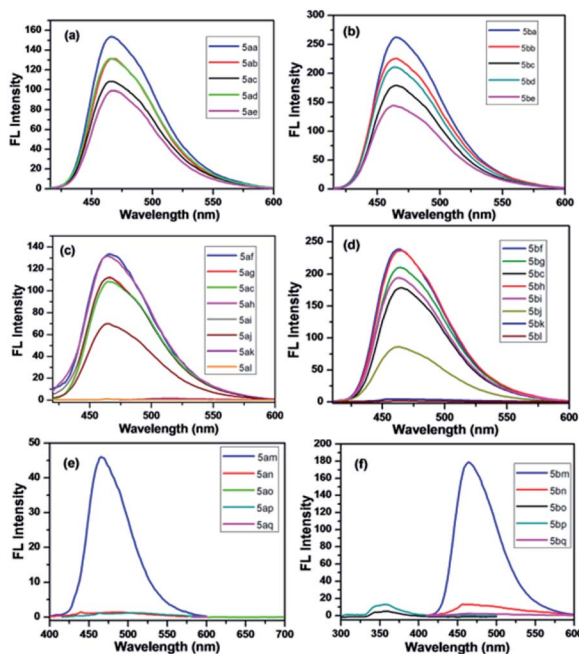 (a)
5aa
5ab
5ac
5ad
5ae
FL Intensity
160
140
120
100
80
60
40
20
0
450 500 550 600
Wavelength (nm)
(b)
5ba
5bb
5bc
5bd
5be
FL Intensity
300
250
200
150
100
50
0
450 500 550 600
Wavelength (nm)
(c)
5af
5ag
5ac
5ah
5ai
5aj
5ak
5al
FL Intensity
140
120
100
80
60
40
20
0
450 500 550 600
Wavelength (nm)
(d)
5bf
5bg
5bc
5bh
5bi
5bj
5bk
5bl
FL Intensity
250
200
150
100
50
0
450 500 550 600
Wavelength (nm)
(e)
5am
5an
5ao
5ap
5aq
FL Intensity
50
40
30
20
10
0
400 450 500 550 600 650 700
Wavelength (nm)
(f)
5bm
5bn
5bo
5bp
5bq
FL Intensity
200
180
160
140
120
100
80
60
40
20
0
300 350 400 450 500 550 600
Wavelength (nm)